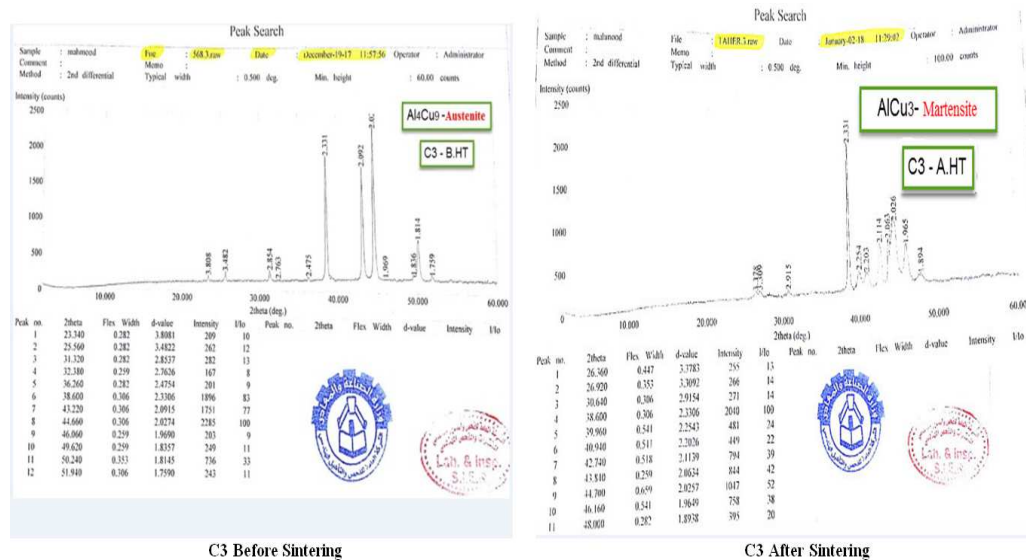 Peak Search
Sample : mahmood File : 568.3.raw Date : December-19-17 11:57:56 Operator : Administrator
Comment : Memo :
Method : 2nd differential Typical width : 0.500 deg. Min. height : 60.00 counts
Intensity (counts)
2500
2000
1500
1000
500
0
10.000 20.000 30.000 40.000 50.000 60.000
2theta (deg.)
3.808
3.482
2.854
2.763
2.475
2.331
2.092
2.0
1.969
1.836
1.814
1.759
Al4Cu9 -Austenite
C3 - B.HT
Peak no. 2theta Flex Width d-value Intensity I/Io Peak no. 2theta Flex Width d-value Intensity I/Io
1 23.340 0.282 3.8081 209 10
2 25.560 0.282 3.4822 262 12
3 31.320 0.282 2.8537 282 13
4 32.380 0.259 2.7626 167 8
5 36.260 0.282 2.4754 201 9
6 38.600 0.306 2.3306 1896 83
7 43.220 0.306 2.0915 1751 77
8 44.660 0.306 2.0274 2285 100
9 46.060 0.259 1.9690 203 9
10 49.620 0.259 1.8357 249 11
11 50.240 0.353 1.8145 736 33
12 51.940 0.306 1.7590 243 11
Lab. & Insp.
S.I.E.R
C3 Before Sintering
Peak Search
Sample : mahmood File : TAHER.3.raw Date : January-02-18 11:29:02 Operator : Administrator
Comment : Memo :
Method : 2nd differential Typical width : 0.500 deg. Min. height : 100.00 counts
Intensity (counts)
2500
2000
1500
1000
500
0
10.000 20.000 30.000 40.000 50.000 60.000
2theta (deg.)
2.915
2.331
2.254
2.203
2.114
2.063
2.026
1.965
1.894
AlCu3- Martensite
C3 - A.HT
Peak no. 2theta Flex Width d-value Intensity I/Io Peak no. 2theta Flex Width d-value Intensity I/Io
1 26.360 0.447 3.3783 255 13
2 26.920 0.353 3.3092 266 14
3 30.640 0.306 2.9154 271 14
4 38.600 0.306 2.3306 2040 100
5 39.960 0.541 2.2543 481 24
6 40.940 0.517 2.2026 449 22
7 42.740 0.518 2.1139 794 39
8 43.840 0.259 2.0634 844 42
9 44.700 0.659 2.0257 1047 52
10 46.160 0.541 1.9649 758 38
11 48.000 0.282 1.8938 395 20
Lab. & Insp.
S.I.E.R
C3 After Sintering